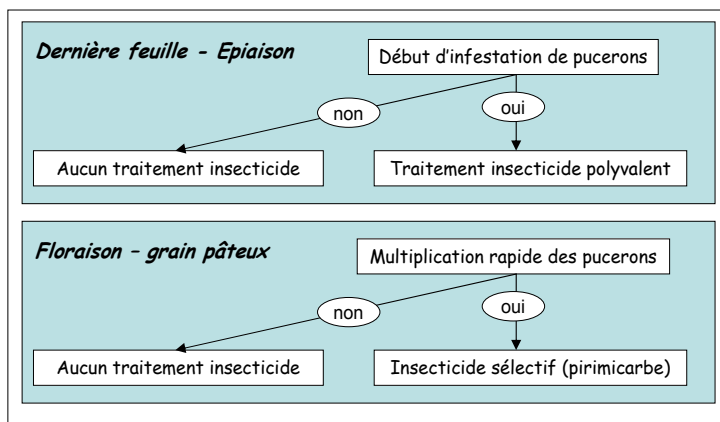 Dernière feuille - Epiaison
Début d'infestation de pucerons
non
oui
Aucun traitement insecticide
Traitement insecticide polyvalent
Floraison – grain pâteux
Multiplication rapide des pucerons
non
oui
Aucun traitement insecticide
Insecticide sélectif (pirimicarbe)